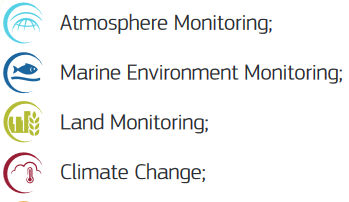 Atmosphere Monitoring;
Marine Environment Monitoring;
Land Monitoring;
Climate Change;